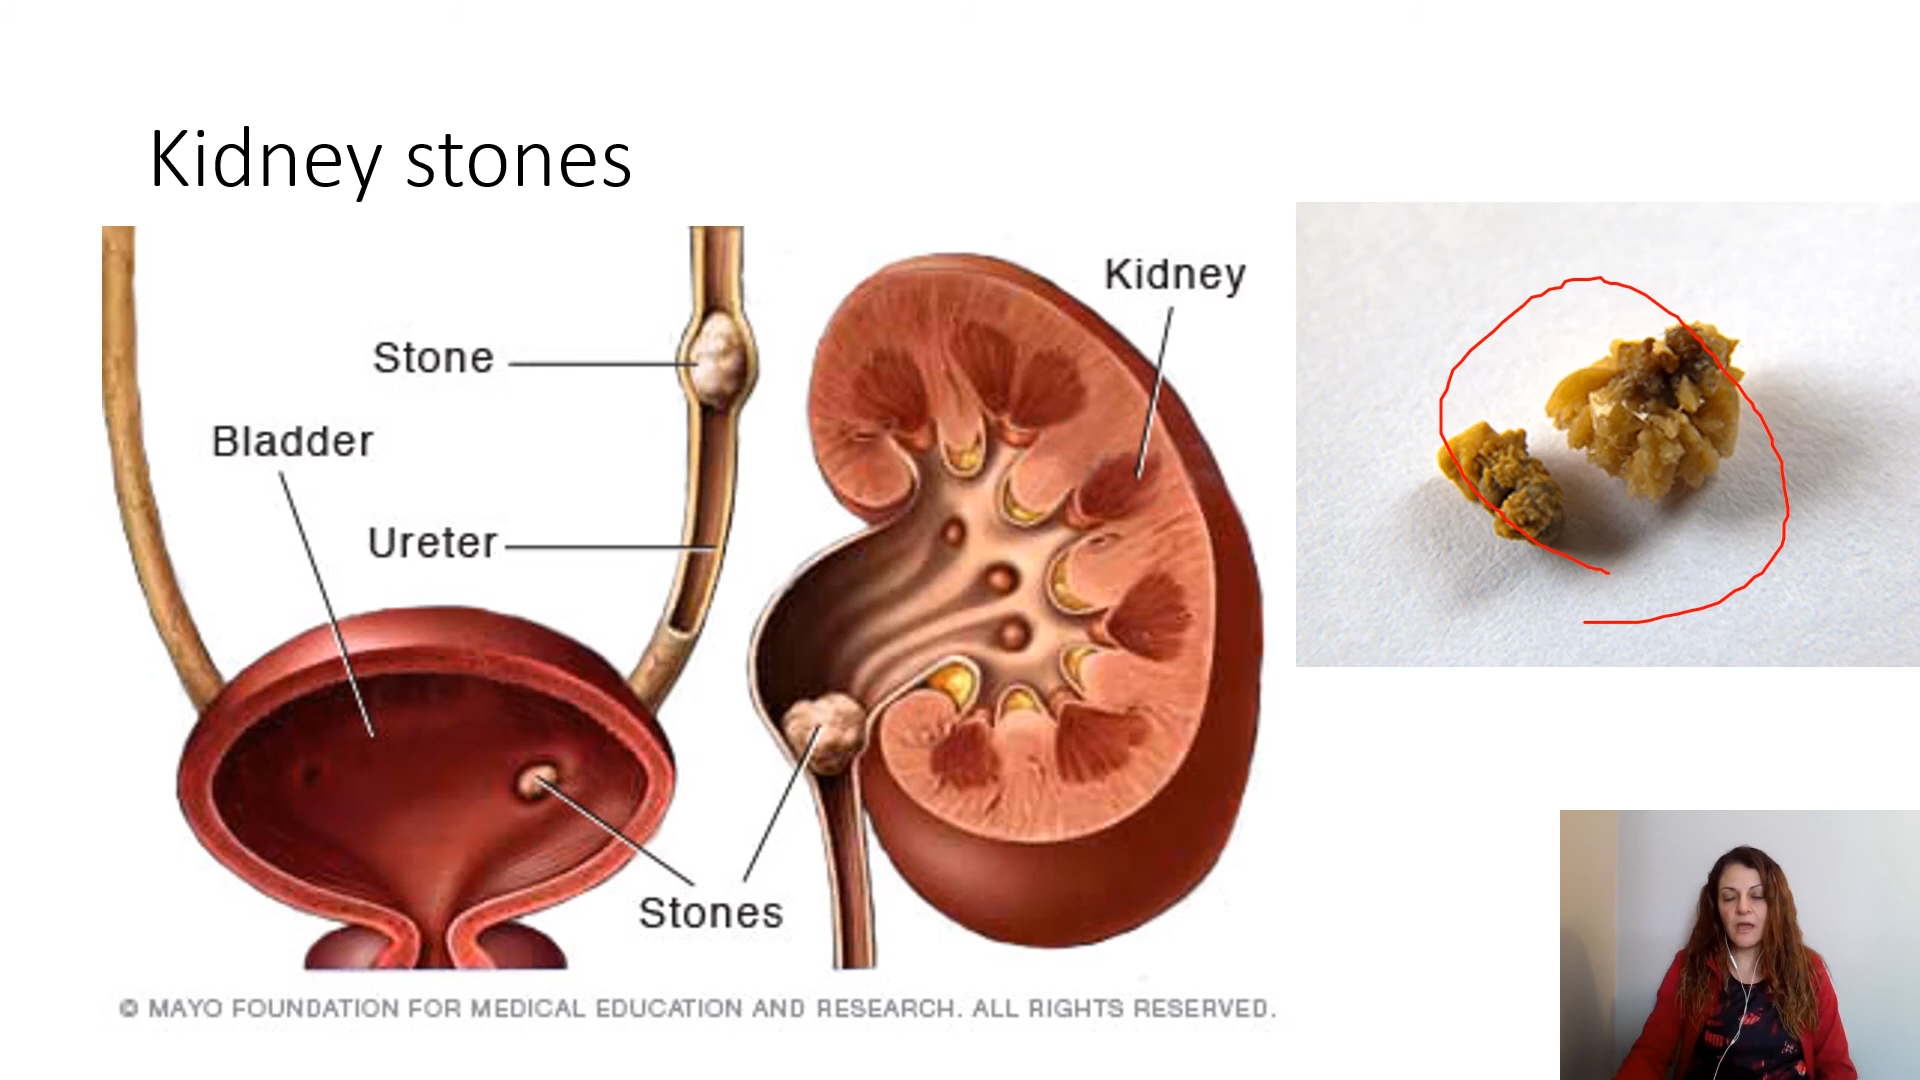 Kidney stones
Kidney
Stone
Bladder
Ureter
Stones
© MAYO FOUNDATION FOR MEDICAL EDUCATION AND RESEARCH. ALL RIGHTS RESERVED.